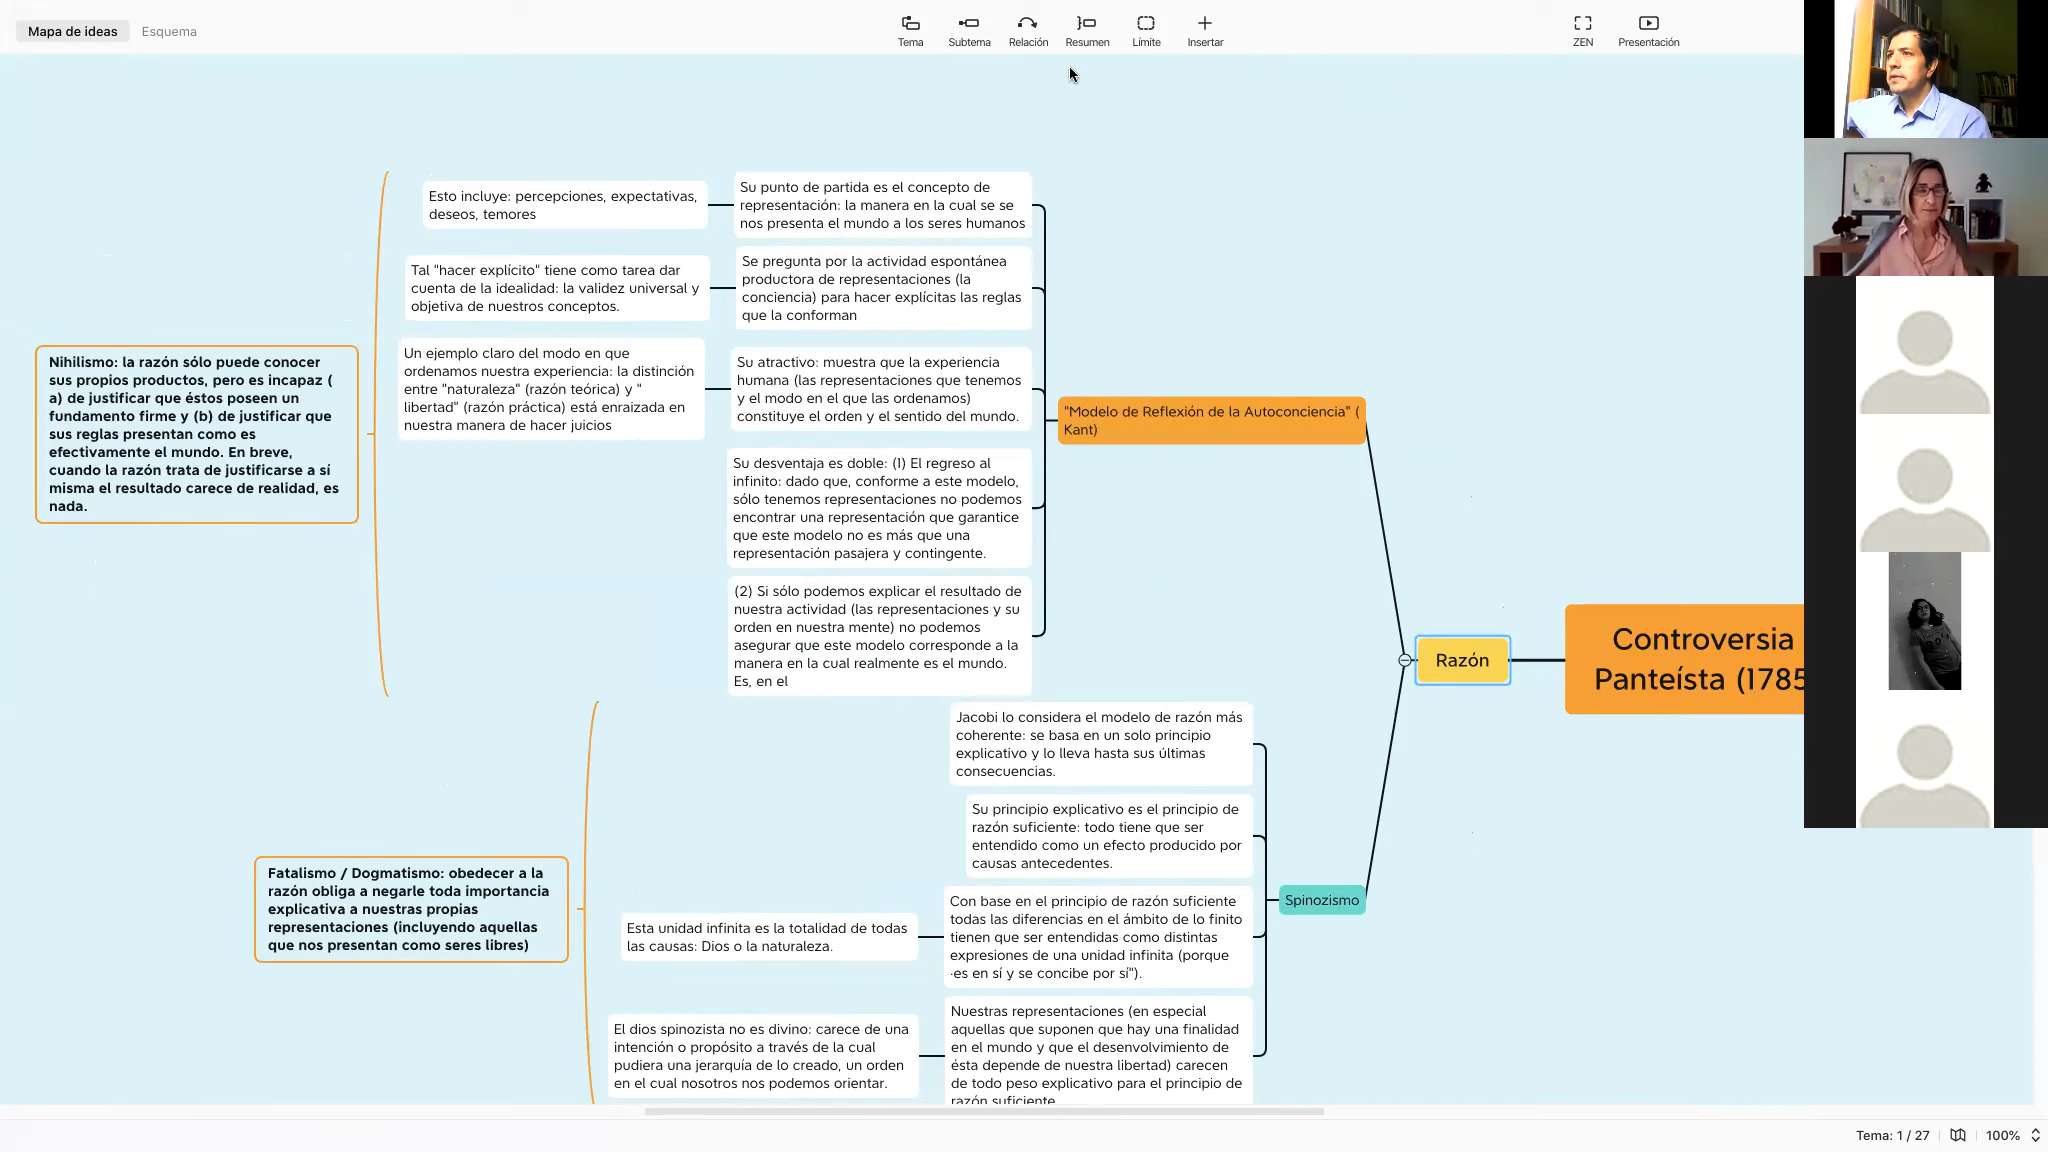 Mapa de ideas
Esquema
Tema
Subtema
Relación
Resumen
Límite
Insertar
ZEN
Presentación
Esto incluye: percepciones, expectativas,
deseos, temores
Su punto de partida es el concepto de
representación: la manera en la cual se se
nos presenta el mundo a los seres humanos
Tal "hacer explícito" tiene como tarea dar
cuenta de la idealidad: la validez universal y
objetiva de nuestros conceptos.
Se pregunta por la actividad espontánea
productora de representaciones (la
conciencia) para hacer explícitas las reglas
que la conforman
Un ejemplo claro del modo en que
ordenamos nuestra experiencia: la distinción
entre "naturaleza" (razón teórica) y "
libertad" (razón práctica) está enraizada en
nuestra manera de hacer juicios
Su atractivo: muestra que la experiencia
humana (las representaciones que tenemos
y el modo en el que las ordenamos)
constituye el orden y el sentido del mundo.
Nihilismo: la razón sólo puede conocer
sus propios productos, pero es incapaz (
a) de justificar que éstos poseen un
fundamento firme y (b) de justificar que
sus reglas presentan como es
efectivamente el mundo. En breve,
cuando la razón trata de justificarse a sí
misma el resultado carece de realidad, es
nada.
"Modelo de Reflexión de la Autoconciencia" (
Kant)
Su desventaja es doble: (1) El regreso al
infinito: dado que, conforme a este modelo,
sólo tenemos representaciones no podemos
encontrar una representación que garantice
que este modelo no es más que una
representación pasajera y contingente.
(2) Si sólo podemos explicar el resultado de
nuestra actividad (las representaciones y su
orden en nuestra mente) no podemos
asegurar que este modelo corresponde a la
manera en la cual realmente es el mundo.
Es, en el
Razón
Controversia
Panteísta (1785
Jacobi lo considera el modelo de razón más
coherente: se basa en un solo principio
explicativo y lo lleva hasta sus últimas
consecuencias.
Su principio explicativo es el principio de
razón suficiente: todo tiene que ser
entendido como un efecto producido por
causas antecedentes.
Fatalismo / Dogmatismo: obedecer a la
razón obliga a negarle toda importancia
explicativa a nuestras propias
representaciones (incluyendo aquellas
que nos presentan como seres libres)
Esta unidad infinita es la totalidad de todas
las causas: Dios o la naturaleza.
Con base en el principio de razón suficiente
todas las diferencias en el ámbito de lo finito
tienen que ser entendidas como distintas
expresiones de una unidad infinita (porque
·es en sí y se concibe por sí").
Spinozismo
El dios spinozista no es divino: carece de una
intención o propósito a través de la cual
pudiera una jerarquía de lo creado, un orden
en el cual nosotros nos podemos orientar.
Nuestras representaciones (en especial
aquellas que suponen que hay una finalidad
en el mundo y que el desenvolvimiento de
ésta depende de nuestra libertad) carecen
de todo peso explicativo para el principio de
razón suficiente
Tema: 1 / 27
100%